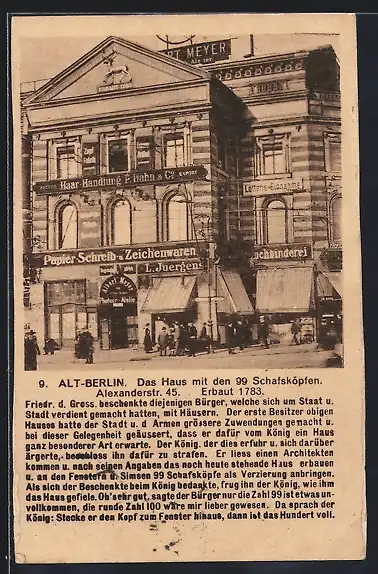 RT MEYER
Haar-Handlung P. Hahn & Co.
EXPORT
Lotterie-Einnahme
Papier-Schreib-u. Zeichenwaren
L. Juergens
uchbinderei
Albert Meyer
Atelier
9. ALT-BERLIN. Das Haus mit den 99 Schafsköpfen.
Alexanderstr. 45. Erbaut 1783.
Friedr. d. Gross. beschenkte diejenigen Bürger, welche sich um Staat u.
Stadt verdient gemacht hatten, mit Häusern. Der erste Besitzer obigen
Hauses hatte der Stadt u. d Armen grössere Zuwendungen gemacht u.
bei dieser Gelegenheit geäussert, dass er dafür vom König ein Haus
ganz besonderer Art erbäte. Der König, der dies erfuhr u. sich darüber
ärgerte, beschloss ihn dafür zu strafen. Er liess einen Architekten
kommen u. nach seinen Angaben das noch heute stehende Haus erbauen
u. an den Fenstern u. Simsen 99 Schafsköpfe als Verzierung anbringen.
Als sich der Beschenkte beim König bedankte, frug ihn der König, wie ihm
das Haus gefiele. Oh'sehr gut, sagte der Bürger nur die Zahl 99 ist etwas un-
vollkommen, die runde Zahl 100 wäre mir lieber gewesen. Da sprach der
König: Stecke er den Kopf zum Fenster hinaus, dann ist das Hundert voll.